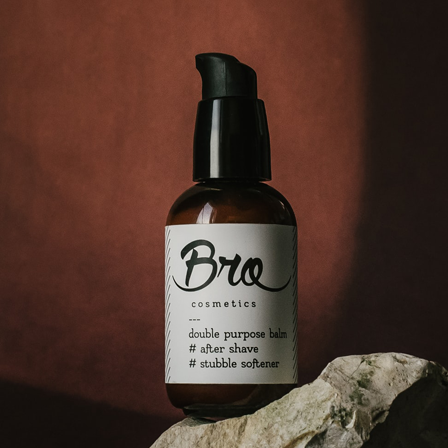 Bro
cosmetics
---
double purpose balm
# after shave
# stubble softener